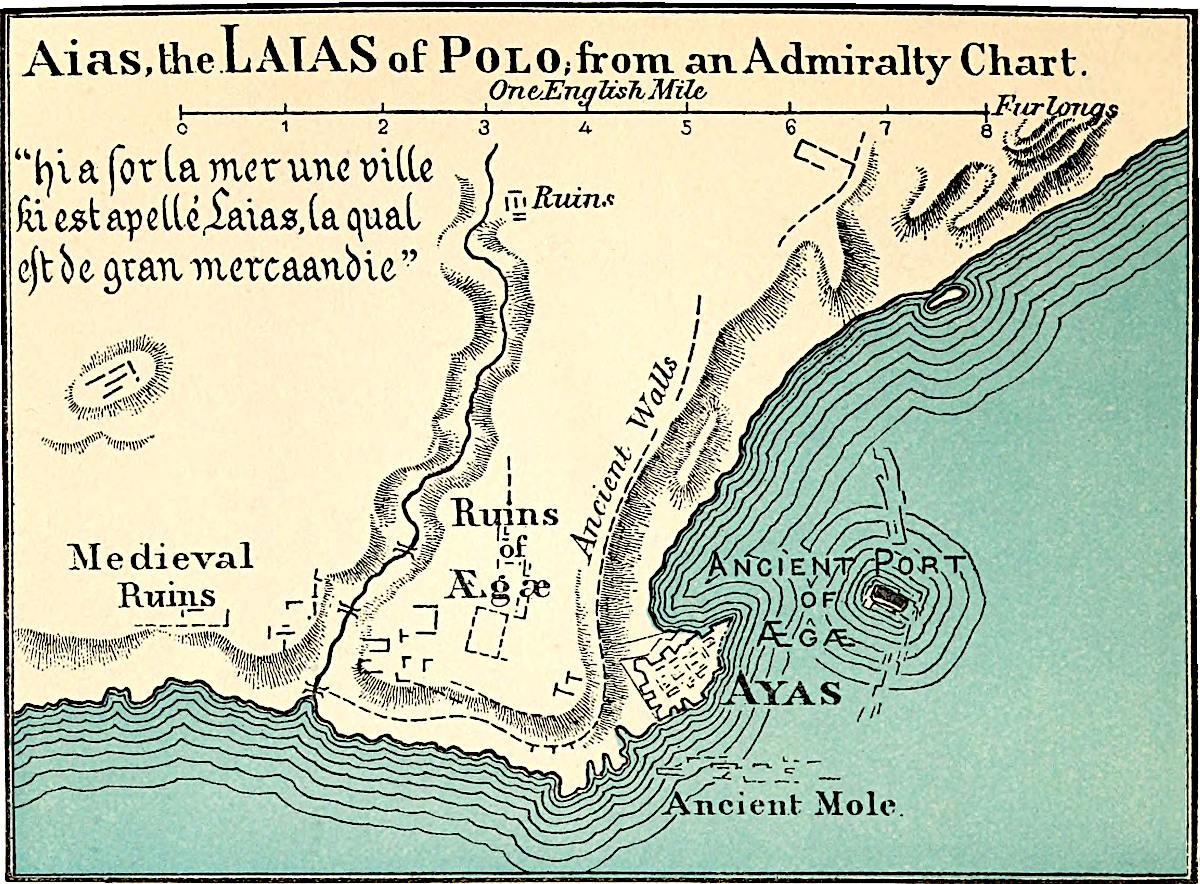 Aias, the LAIAS of POLO, from an Admiralty Chart.
One English Mile
Furlongs
0 1 2 3 4 5 6 7 8
“hi a ſor la mer une ville
ki est apellé Laias, la qual
eſt de gran mercaandie”
Ruins
Ancient Walls
Ruins
of
Ægæ
Medieval
Ruins
ANCIENT PORT
OF
ÆGÆ
AYAS
Ancient Mole.